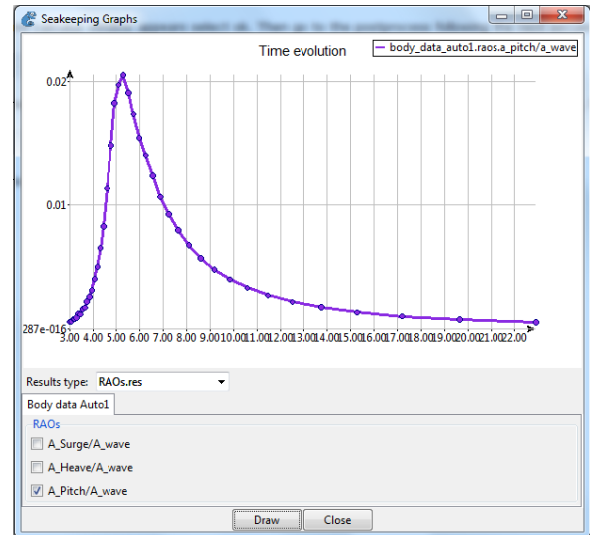 Seakeeping Graphs
Time evolution
body_data_auto1.raos.a_pitch/a_wave
A
0.02
0.01
287e-016
3.00 4.00 5.00 6.00 7.00 8.00 9.00 10.00 11.00 12.00 13.00 14.00 15.00 16.00 17.00 18.00 19.00 20.00 21.00 22.00
Results type: RAOs.res
Body data Auto1
RAOs
A_Surge/A_wave
A_Heave/A_wave
A_Pitch/A_wave
Draw Close